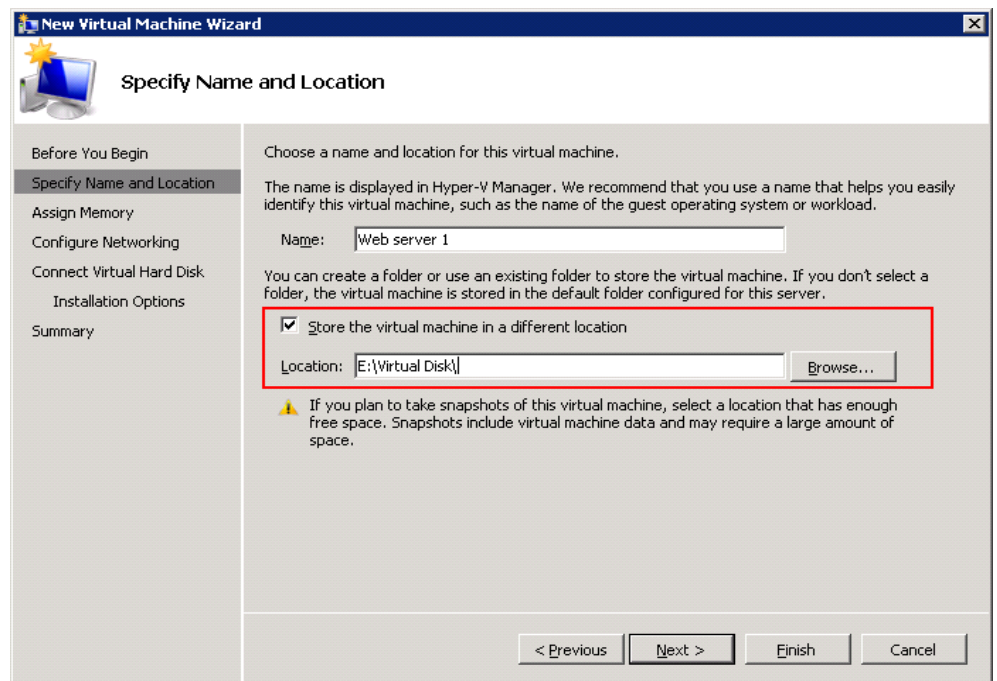 New Virtual Machine Wizard
Specify Name and Location
Before You Begin
Specify Name and Location
Assign Memory
Configure Networking
Connect Virtual Hard Disk
Installation Options
Summary
Choose a name and location for this virtual machine.
The name is displayed in Hyper-V Manager. We recommend that you use a name that helps you easily
identify this virtual machine, such as the name of the guest operating system or workload.
Name: Web server 1
You can create a folder or use an existing folder to store the virtual machine. If you don't select a
folder, the virtual machine is stored in the default folder configured for this server.
Store the virtual machine in a different location
Location: E:\Virtual Disk\
Browse...
If you plan to take snapshots of this virtual machine, select a location that has enough
free space. Snapshots include virtual machine data and may require a large amount of
space.
< Previous
Next >
Finish
Cancel